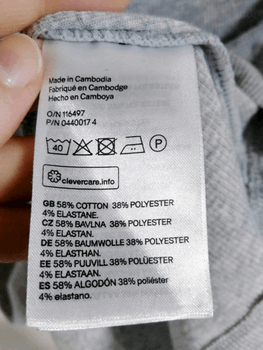 Made in Cambodia
Fabriqué en Cambodge
Hecho en Camboya
O/N 116497
P/N 0440017 4
40 P
clevercare.info
GB 58% COTTON 38% POLYESTER
4% ELASTANE.
CZ 58% BAVLNA 38% POLYESTER
4% ELASTAN.
DE 58% BAUMWOLLE 38% POLYESTER
4% ELASTHAN.
EE 58% PUUVILL 38% POLÜESTER
4% ELASTAAN.
ES 58% ALGODÓN 38% poliéster
4% elastano.